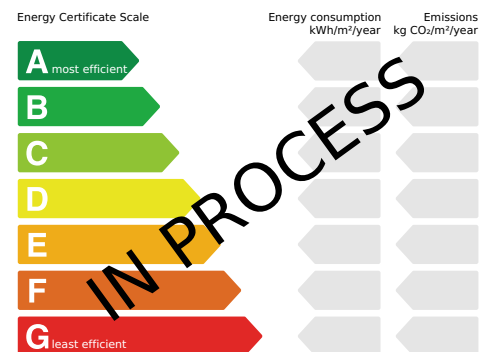 Energy Certificate Scale
Energy consumption
kWh/m²/year
Emissions
kg CO₂/m²/year
A most efficient
B
C
D
E
F
G least efficient
IN PROCESS